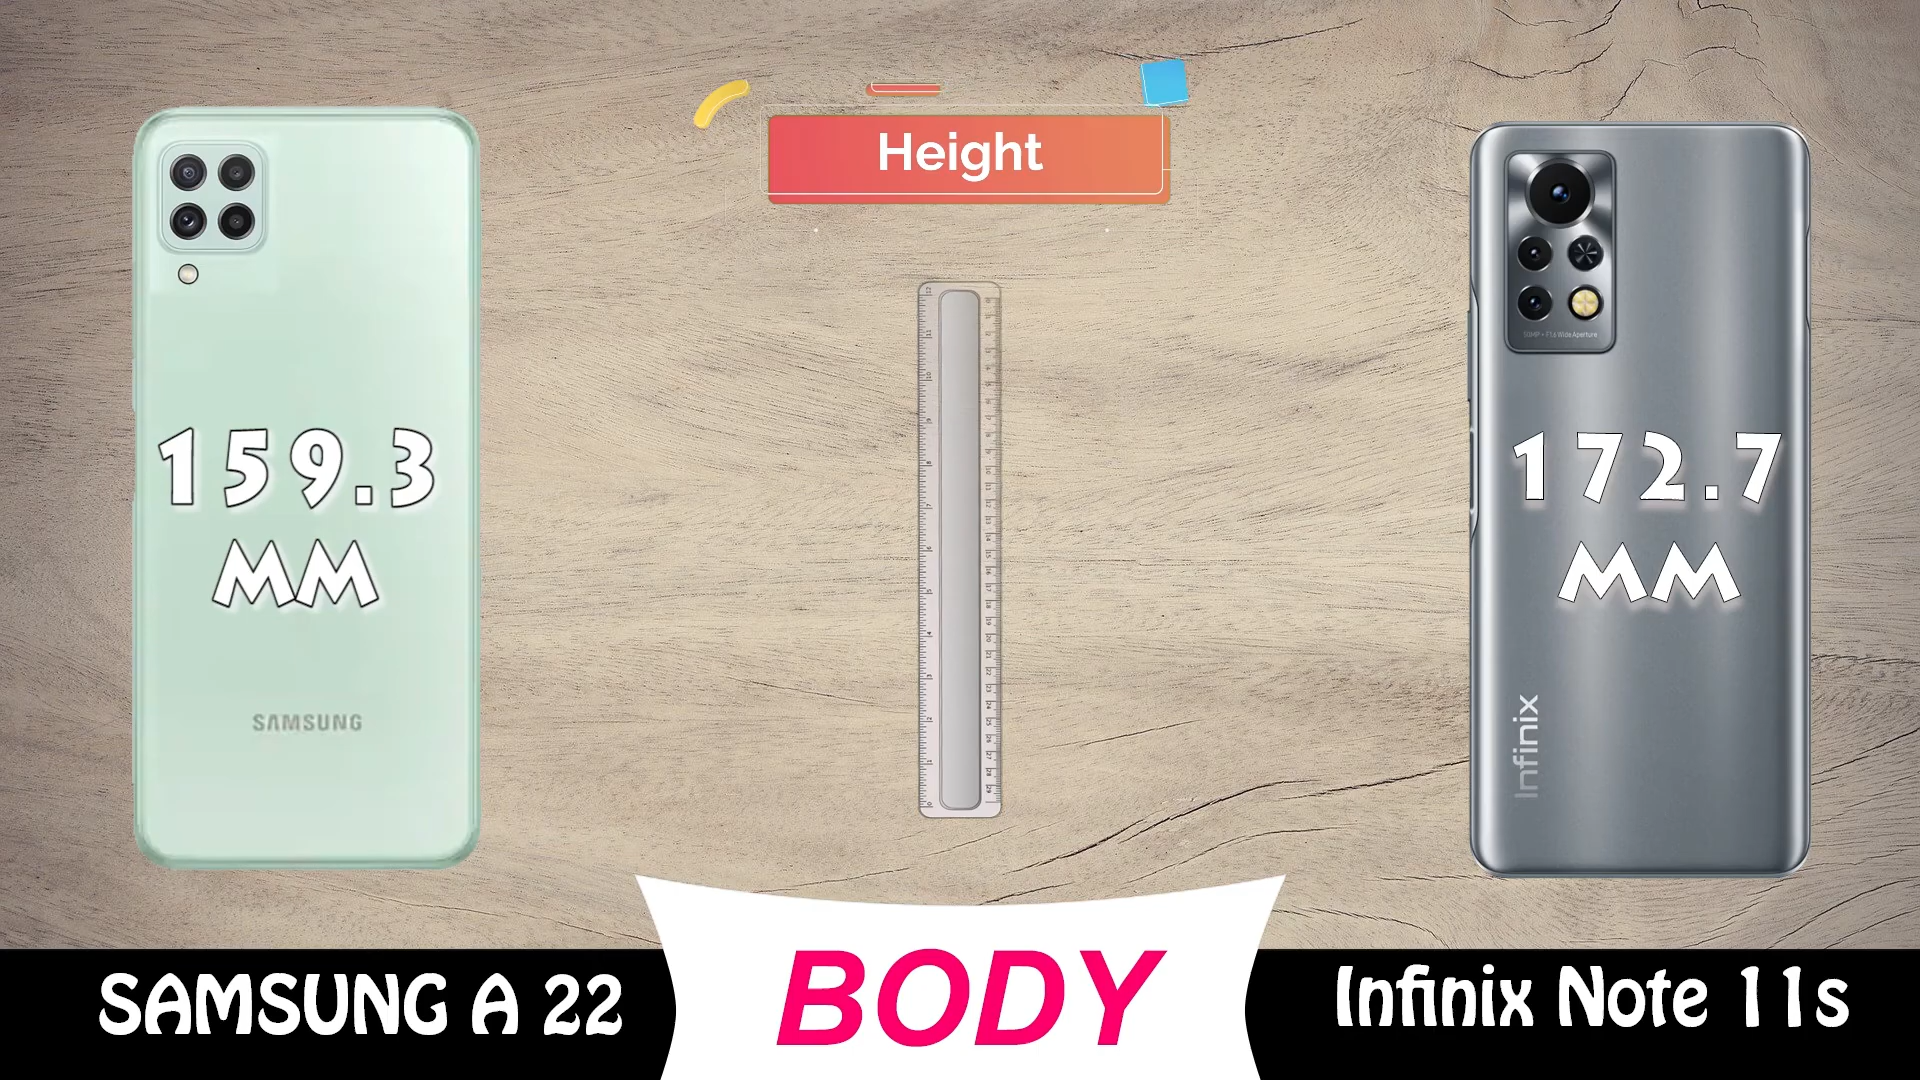 Height
159.3
MM
SAMSUNG
172.7
MM
Infinix
SAMSUNG A 22
BODY
Infinix Note 11s